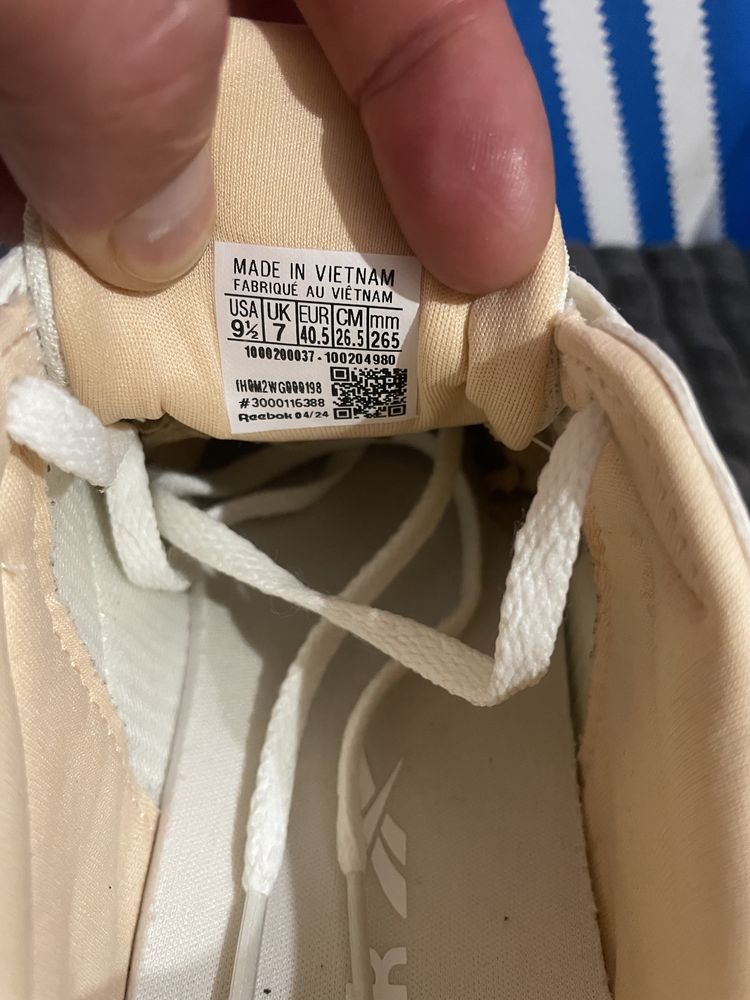 MADE IN VIETNAM
FABRIQUÉ AU VIÊTNAM
USA UK EUR CM mm
9½ 7 40.5 26.5 265
1000200037 - 100204980
#3000116388
Reebok 04/24
R